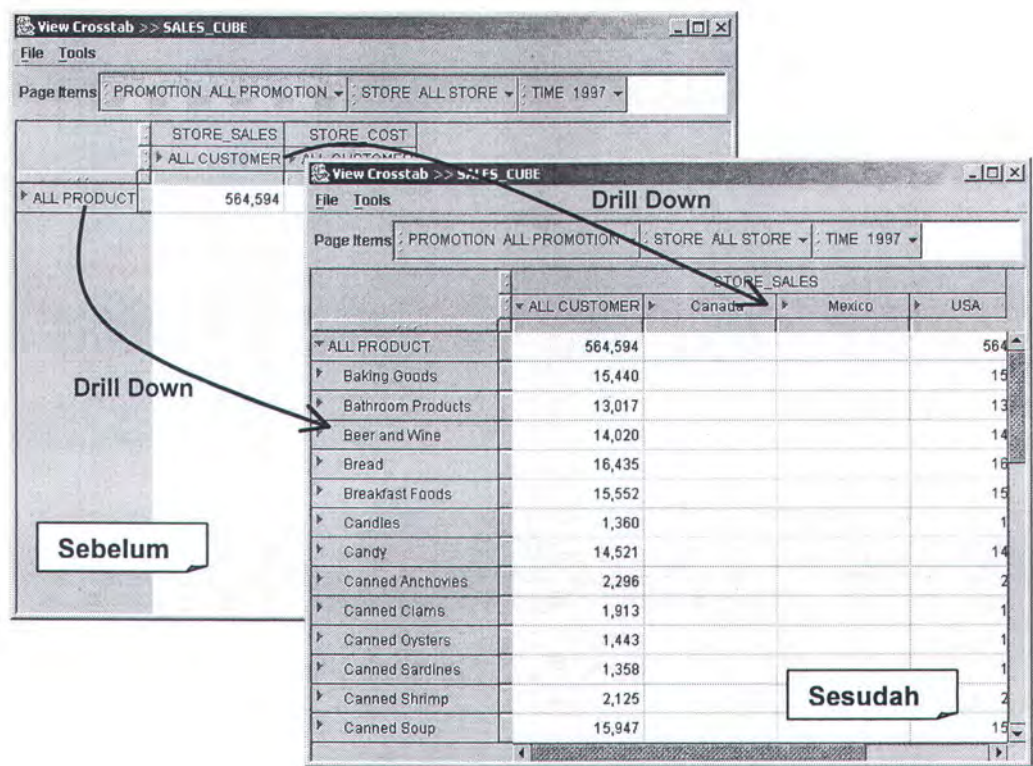 View Crosstab >> SALES_CUBE
File Tools
Page Items PROMOTION ALL PROMOTION STORE ALL STORE TIME 1997
STORE_SALES STORE_COST
ALL CUSTOMER ALL CUSTOMER
ALL PRODUCT 564,594
Drill Down
Sebelum
View Crosstab >> SALES_CUBE
File Tools
Drill Down
Page Items PROMOTION ALL PROMOTION STORE ALL STORE TIME 1997
STORE_SALES
ALL CUSTOMER Canada Mexico USA
ALL PRODUCT 564,594 564
Baking Goods 15,440 15
Bathroom Products 13,017 13
Beer and Wine 14,020 14
Bread 16,435 16
Breakfast Foods 15,552 15
Candles 1,360 1
Candy 14,521 14
Canned Anchovies 2,296 2
Canned Clams 1,913 1
Canned Oysters 1,443 1
Canned Sardines 1,358 1
Canned Shrimp 2,125 2
Canned Soup 15,947 15
Sesudah